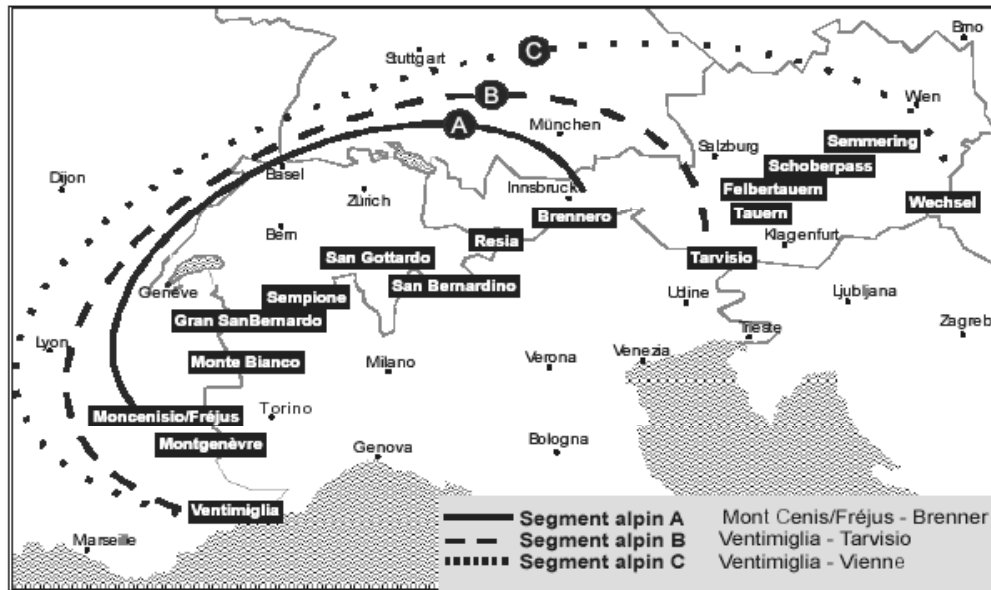 Brno
Stuttgart
C
B
Wien
A
München
Semmering
Salzburg
Schoberpass
Basel
Dijon
Zürich
Innsbruck
Felbertauern
Wechsel
Brennero
Tauern
Bern
Resia
Klagenfurt
San Gottardo
Tarvisio
San Bernardino
Genève
Sempione
Udine
Ljubljana
Gran SanBernardo
Trieste
Zagreb
Lyon
Monte Bianco
Milano
Verona
Venezia
Moncenisio/Fréjus
Torino
Montgenèvre
Genova
Bologna
Ventimiglia
Marseille
Segment alpin A Mont Cenis/Fréjus - Brenner
Segment alpin B Ventimiglia - Tarvisio
Segment alpin C Ventimiglia - Vienne